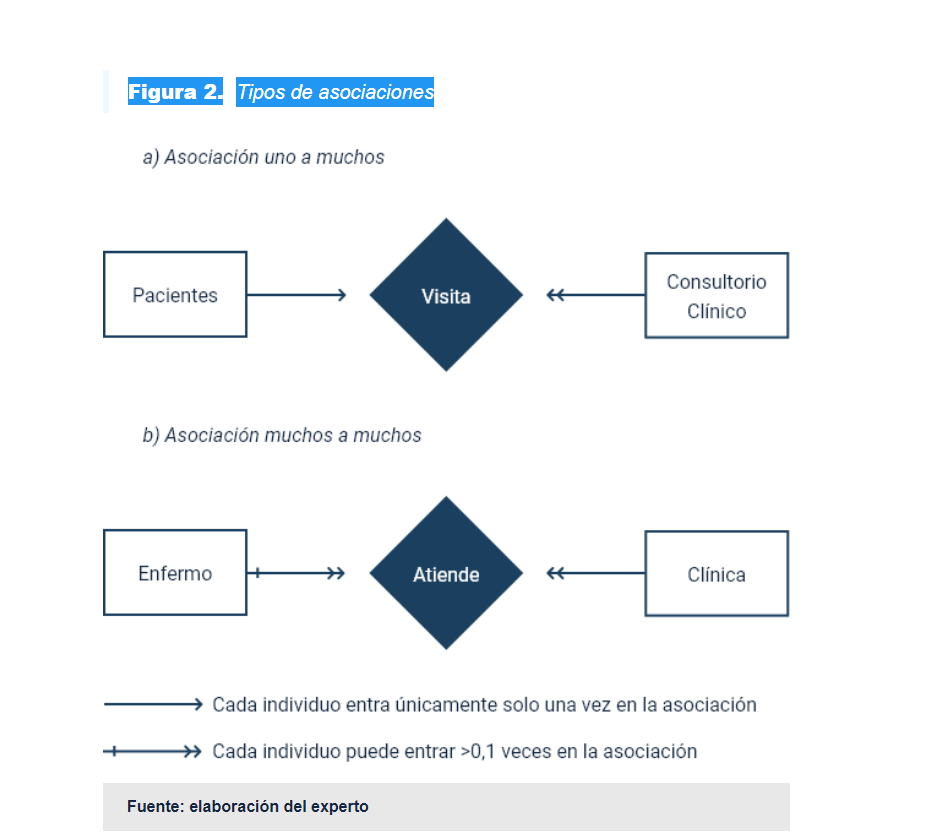 Figura 2. Tipos de asociaciones
a) Asociación uno a muchos
Pacientes
Visita
Consultorio
Clínico
b) Asociación muchos a muchos
Enfermo
Atiende
Clínica
Cada individuo entra únicamente solo una vez en la asociación
Cada individuo puede entrar >0,1 veces en la asociación
Fuente: elaboración del experto